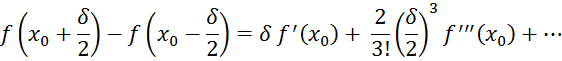 f(x₀ + δ/2) − f(x₀ − δ/2) = δ f′(x₀) + 2/3! (δ/2)³ f‴(x₀) + ⋯